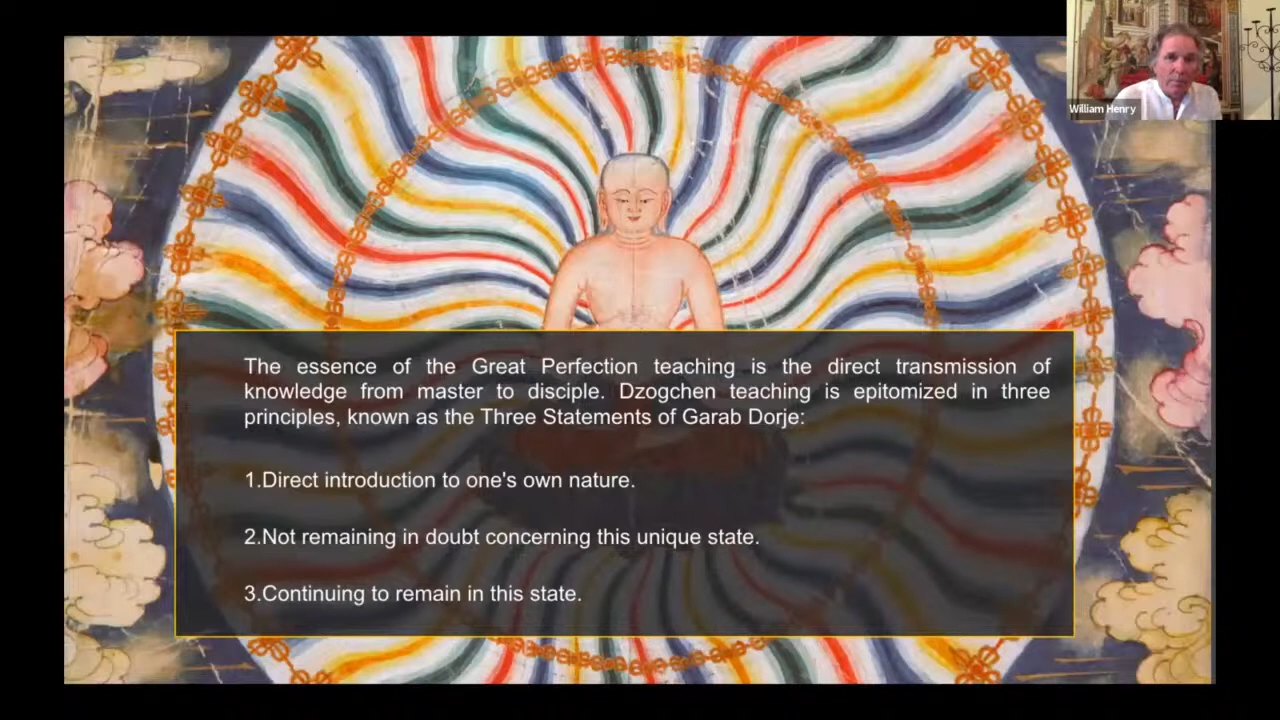 William Henry
The essence of the Great Perfection teaching is the direct transmission of
knowledge from master to disciple. Dzogchen teaching is epitomized in three
principles, known as the Three Statements of Garab Dorje:
1.Direct introduction to one's own nature.
2.Not remaining in doubt concerning this unique state.
3.Continuing to remain in this state.